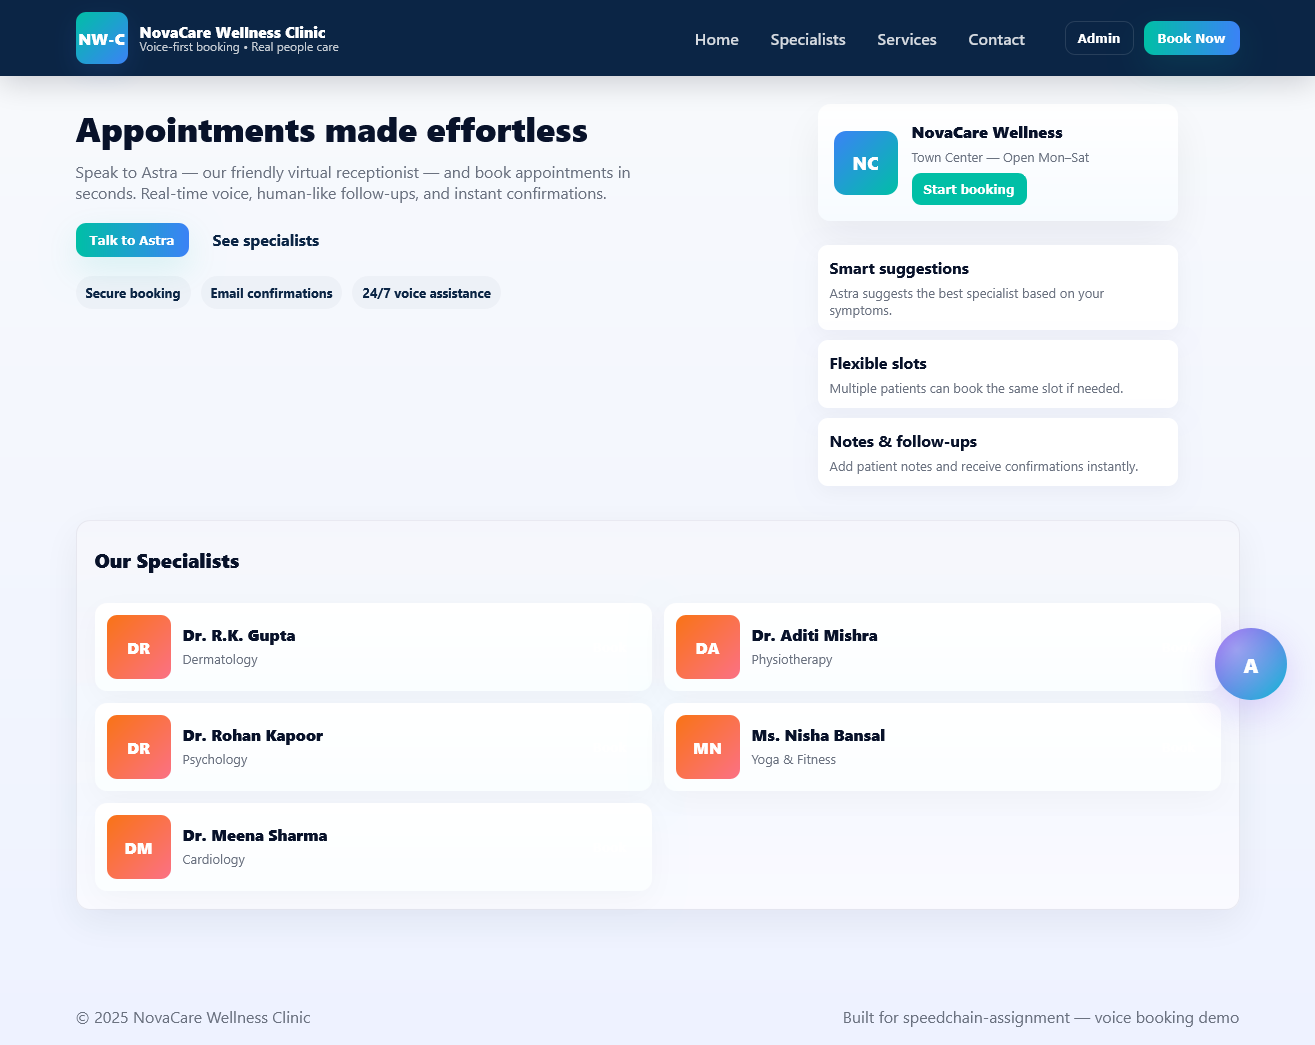 NW-C
NovaCare Wellness Clinic
Voice-first booking • Real people care
Home
Specialists
Services
Contact
Admin
Book Now
Appointments made effortless
Speak to Astra — our friendly virtual receptionist — and book appointments in
seconds. Real-time voice, human-like follow-ups, and instant confirmations.
Talk to Astra
See specialists
Secure booking
Email confirmations
24/7 voice assistance
NC
NovaCare Wellness
Town Center — Open Mon–Sat
Start booking
Smart suggestions
Astra suggests the best specialist based on your
symptoms.
Flexible slots
Multiple patients can book the same slot if needed.
Notes & follow-ups
Add patient notes and receive confirmations instantly.
Our Specialists
DR
Dr. R.K. Gupta
Dermatology
DA
Dr. Aditi Mishra
Physiotherapy
A
DR
Dr. Rohan Kapoor
Psychology
MN
Ms. Nisha Bansal
Yoga & Fitness
DM
Dr. Meena Sharma
Cardiology
© 2025 NovaCare Wellness Clinic
Built for speedchain-assignment — voice booking demo